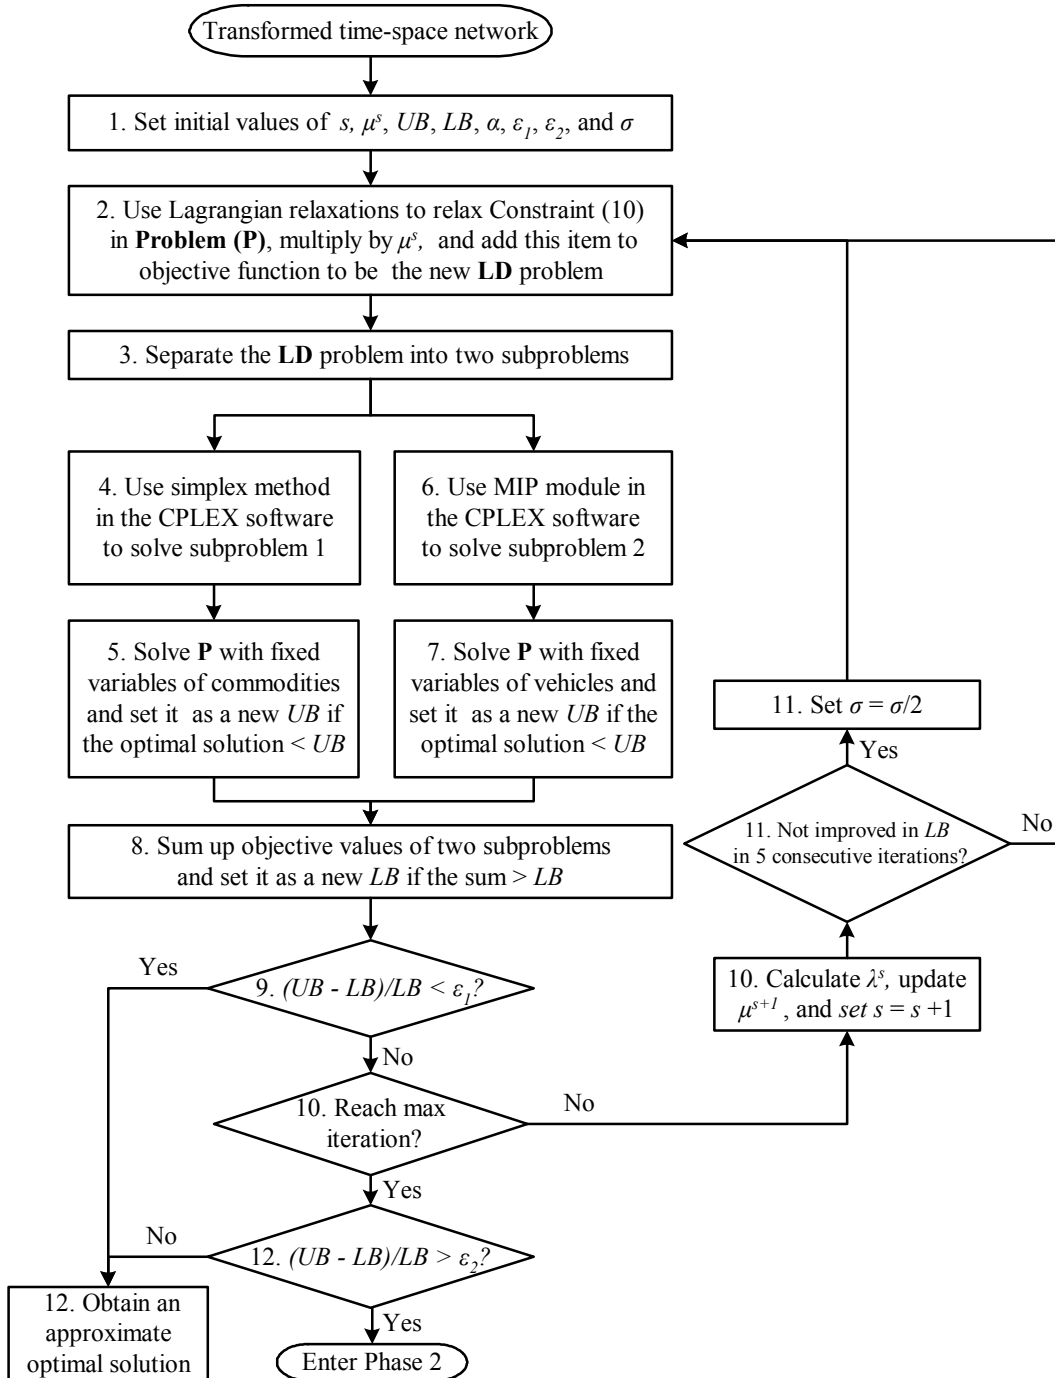 Transformed time-space network
1. Set initial values of s, μˢ, UB, LB, α, ε₁, ε₂, and σ
2. Use Lagrangian relaxations to relax Constraint (10)
in Problem (P), multiply by μˢ, and add this item to
objective function to be the new LD problem
3. Separate the LD problem into two subproblems
4. Use simplex method
in the CPLEX software
to solve subproblem 1
6. Use MIP module in
the CPLEX software
to solve subproblem 2
5. Solve P with fixed
variables of commodities
and set it as a new UB if
the optimal solution < UB
7. Solve P with fixed
variables of vehicles and
set it as a new UB if the
optimal solution < UB
8. Sum up objective values of two subproblems
and set it as a new LB if the sum > LB
Yes
9. (UB - LB)/LB < ε₁?
No
10. Reach max
iteration?
No
Yes
No
12. (UB - LB)/LB > ε₂?
Yes
12. Obtain an
approximate
optimal solution
Enter Phase 2
11. Set σ = σ/2
Yes
11. Not improved in LB
in 5 consecutive iterations?
No
10. Calculate λˢ, update
μˢ⁺¹ , and set s = s +1